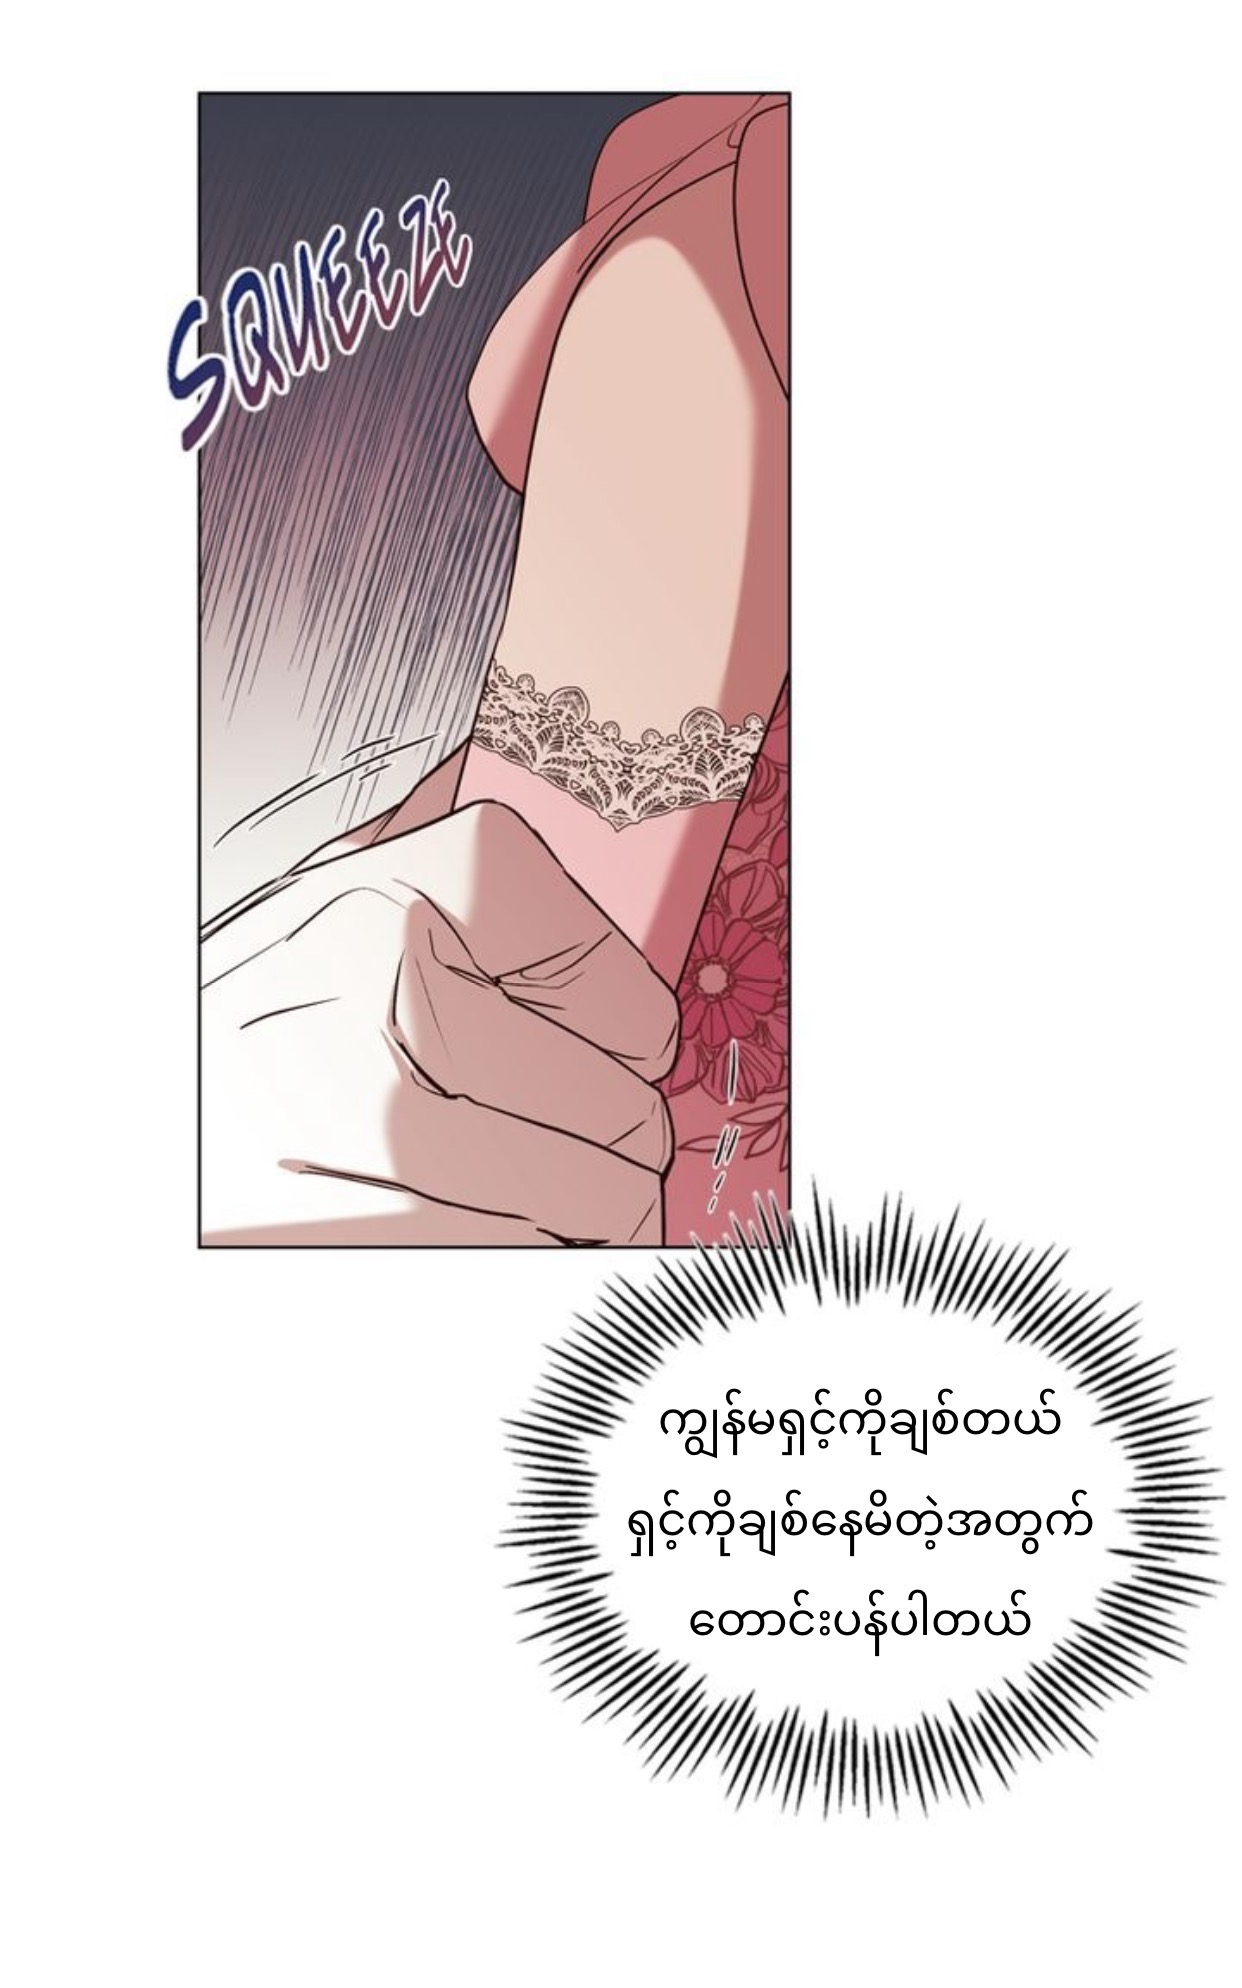 SQUEEZE
ကျွန်မရှင့်ကိုချစ်တယ်
ရှင့်ကိုချစ်နေမိတဲ့အတွက်
တောင်းပန်ပါတယ်